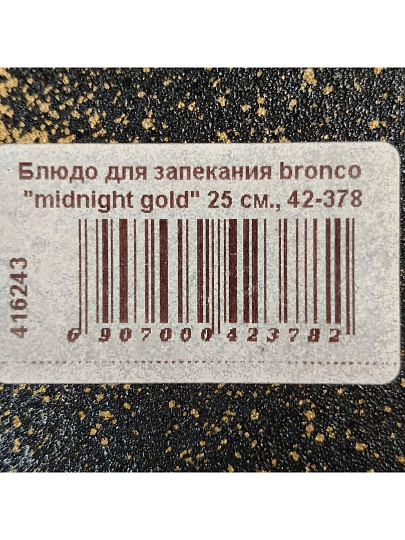 Блюдо для запекания bronco
"midnight gold" 25 см., 42-378
416243
6 907000 423782